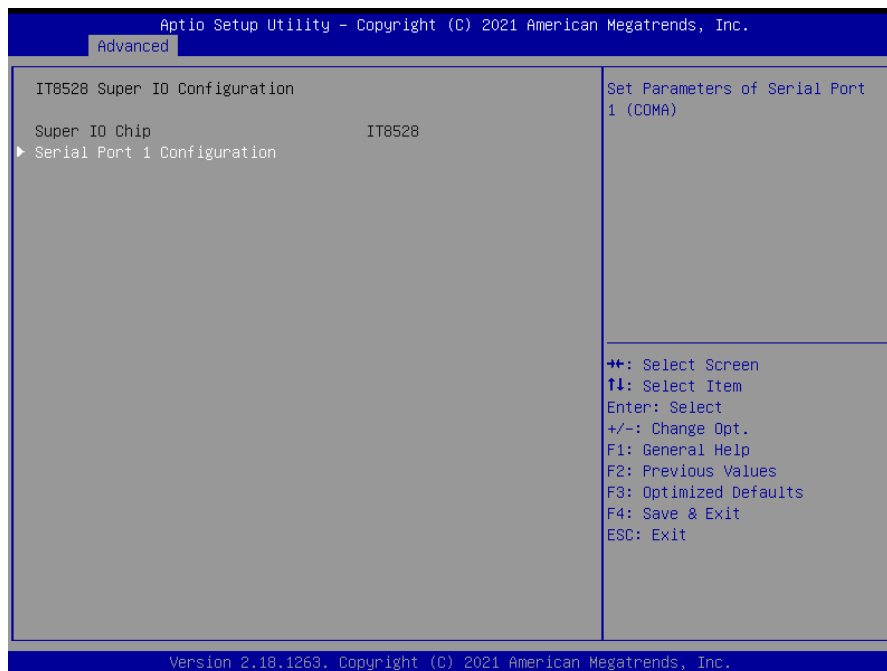 Aptio Setup Utility – Copyright (C) 2021 American Megatrends, Inc.
Advanced
IT8528 Super IO Configuration
Super IO Chip IT8528
Serial Port 1 Configuration
Set Parameters of Serial Port
1 (COMA)
→←: Select Screen
↑↓: Select Item
Enter: Select
+/-: Change Opt.
F1: General Help
F2: Previous Values
F3: Optimized Defaults
F4: Save & Exit
ESC: Exit
Version 2.18.1263. Copyright (C) 2021 American Megatrends, Inc.